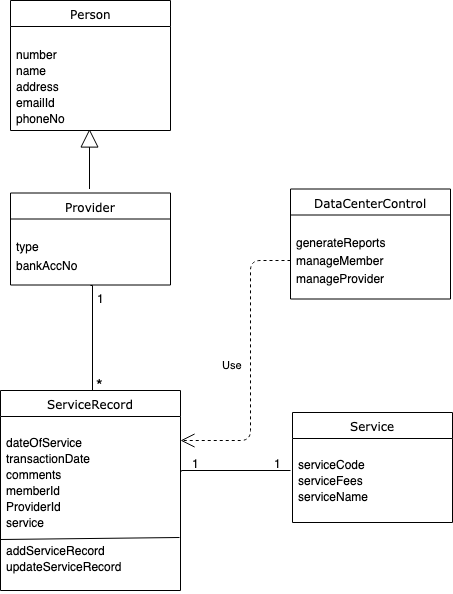 Person
number
name
address
emailId
phoneNo
Provider
type
bankAccNo
DataCenterControl
generateReports
manageMember
manageProvider
1
Use
*
ServiceRecord
dateOfService
transactionDate
comments
memberId
ProviderId
service
addServiceRecord
updateServiceRecord
1
1
Service
serviceCode
serviceFees
serviceName